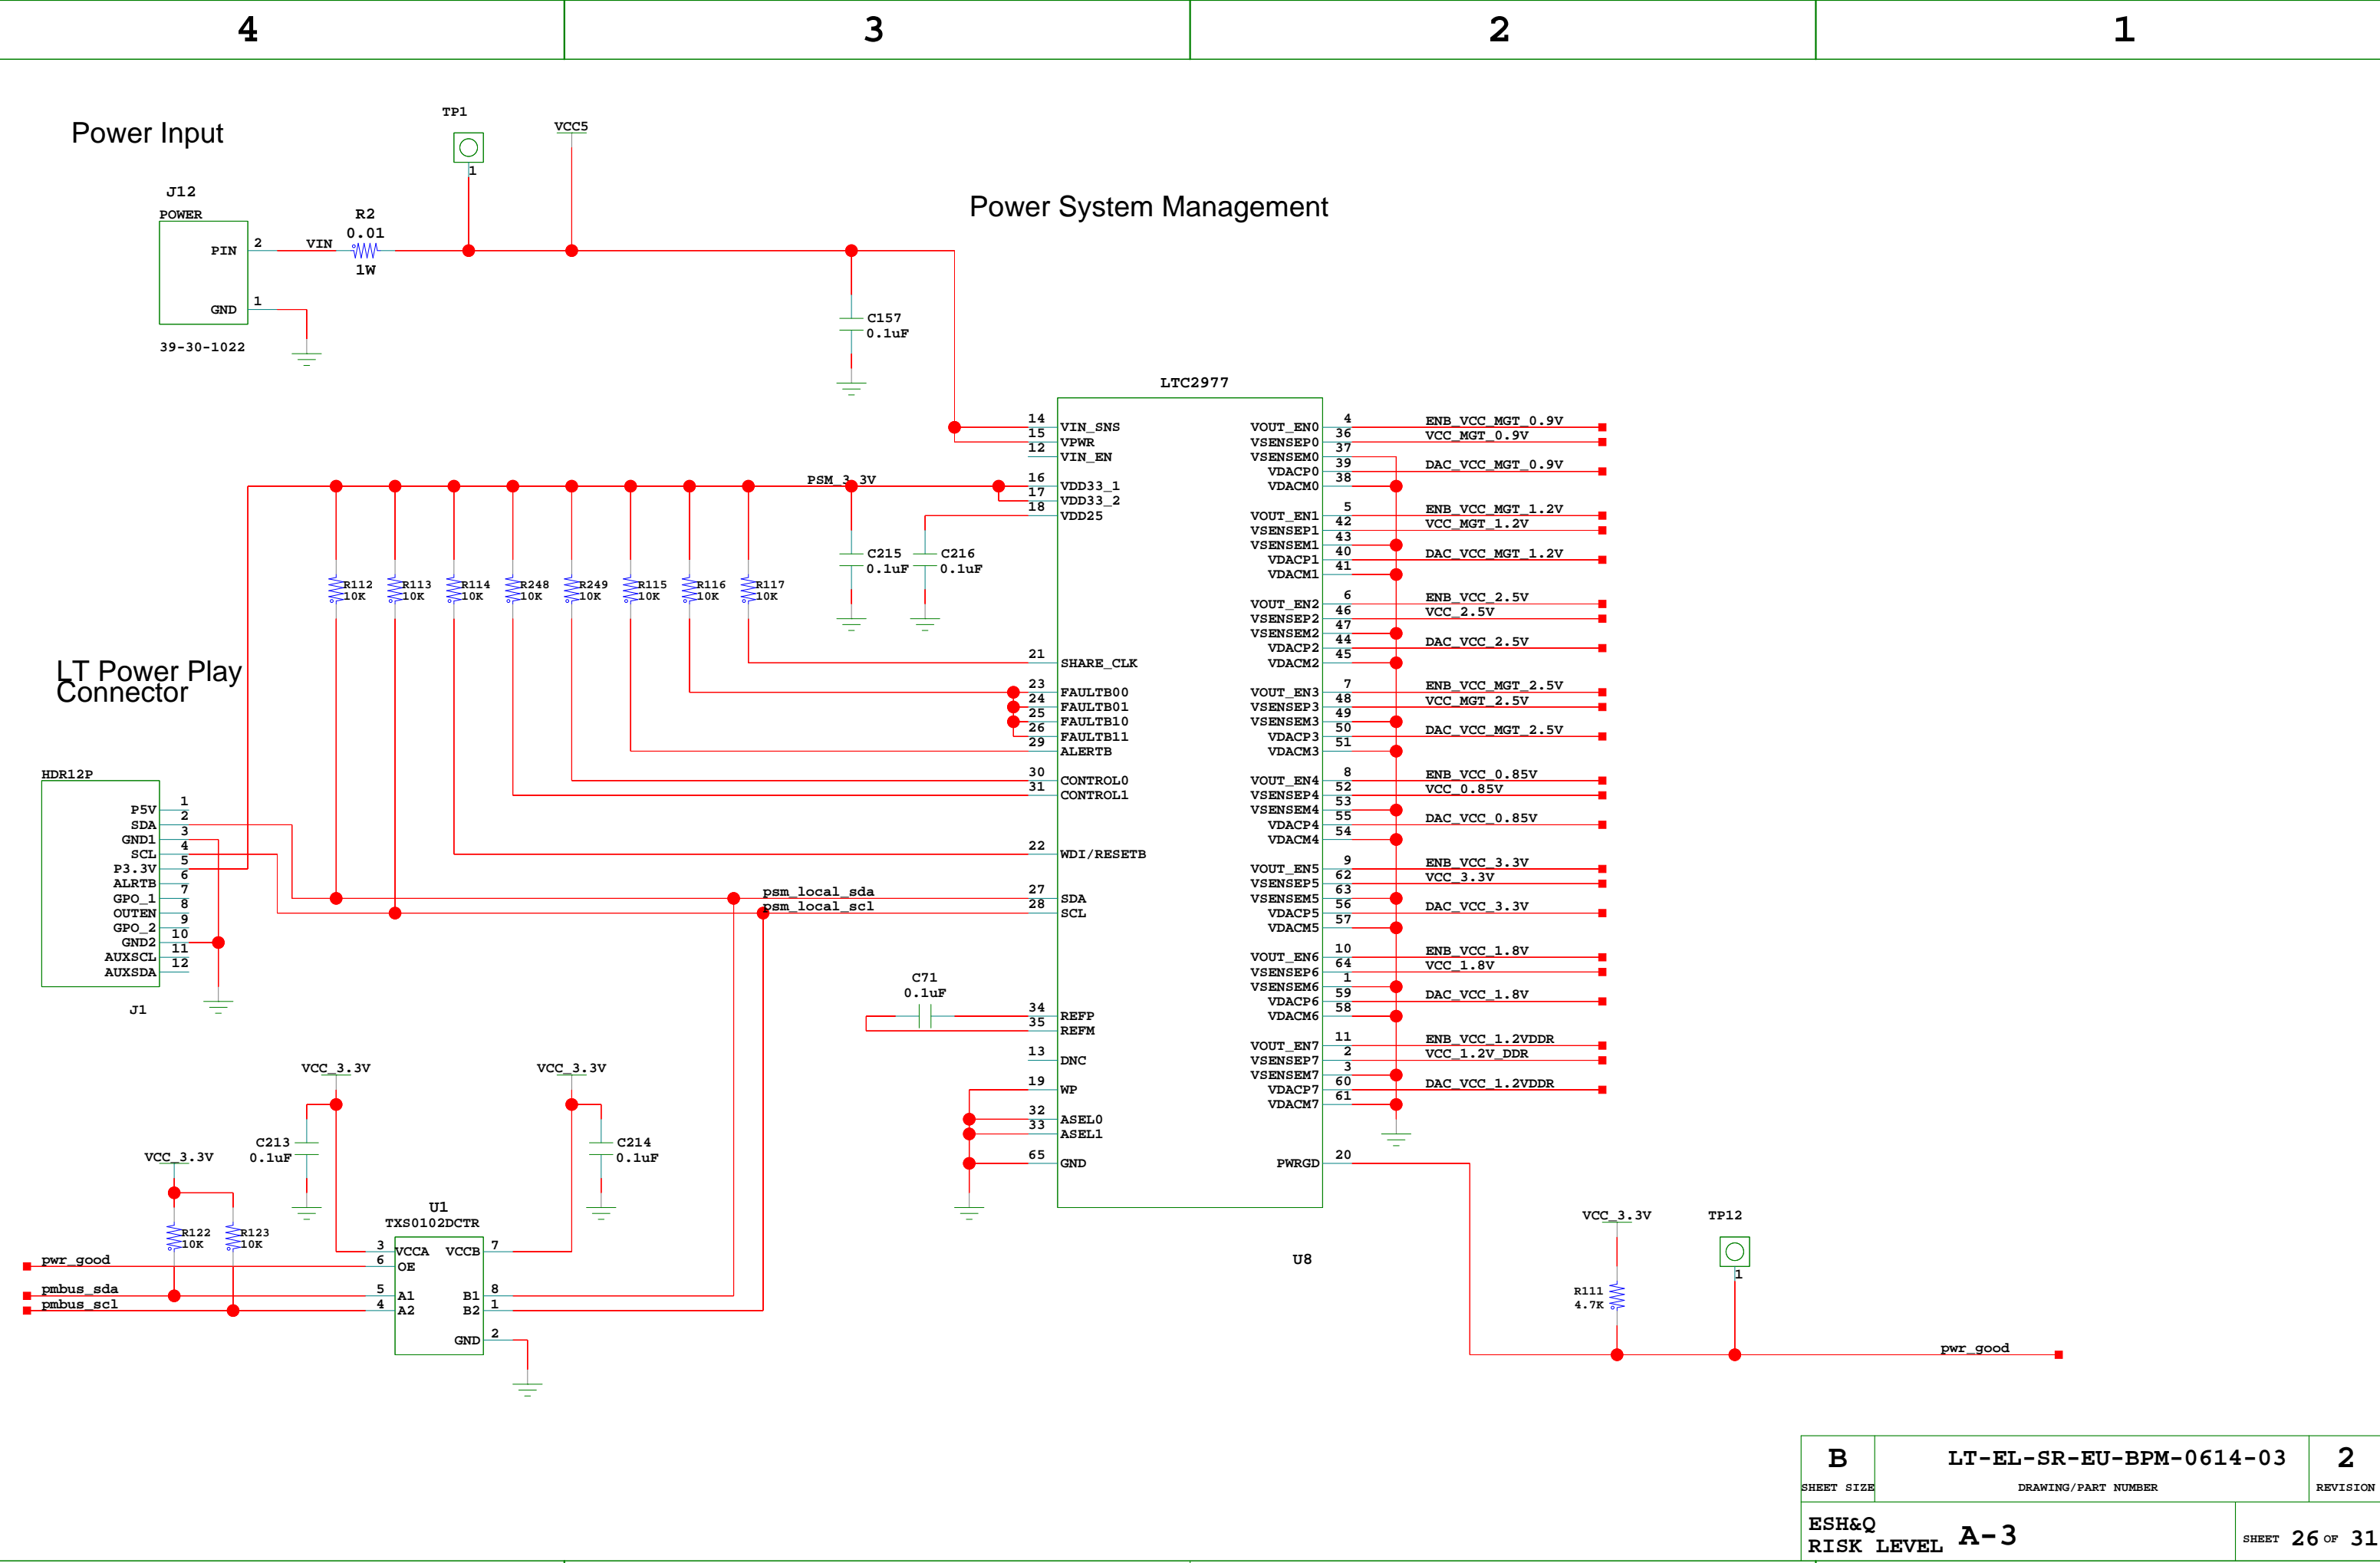 4 3 2 1
Power Input
TP1
1
VCC5
J12
POWER
PIN 2
GND 1
39-30-1022
VIN
R2
0.01
1W
Power System Management
C157
0.1uF
LTC2977
14 VIN_SNS
15 VPWR
12 VIN_EN
PSM_3.3V
16 VDD33_1
17 VDD33_2
18 VDD25
C215
0.1uF
C216
0.1uF
R112
10K
R113
10K
R114
10K
R248
10K
R249
10K
R115
10K
R116
10K
R117
10K
21 SHARE_CLK
23 FAULTB00
24 FAULTB01
25 FAULTB10
26 FAULTB11
29 ALERTB
30 CONTROL0
31 CONTROL1
22 WDI/RESETB
psm_local_sda
27 SDA
psm_local_scl
28 SCL
C71
0.1uF
34 REFP
35 REFM
13 DNC
19 WP
32 ASEL0
33 ASEL1
65 GND
VOUT_EN0 4 ENB_VCC_MGT_0.9V
VSENSEP0 36 VCC_MGT_0.9V
VSENSEM0 37
VDACP0 39 DAC_VCC_MGT_0.9V
VDACM0 38
VOUT_EN1 5 ENB_VCC_MGT_1.2V
VSENSEP1 42 VCC_MGT_1.2V
VSENSEM1 43
VDACP1 40 DAC_VCC_MGT_1.2V
VDACM1 41
VOUT_EN2 6 ENB_VCC_2.5V
VSENSEP2 46 VCC_2.5V
VSENSEM2 47
VDACP2 44 DAC_VCC_2.5V
VDACM2 45
VOUT_EN3 7 ENB_VCC_MGT_2.5V
VSENSEP3 48 VCC_MGT_2.5V
VSENSEM3 49
VDACP3 50 DAC_VCC_MGT_2.5V
VDACM3 51
VOUT_EN4 8 ENB_VCC_0.85V
VSENSEP4 52 VCC_0.85V
VSENSEM4 53
VDACP4 55 DAC_VCC_0.85V
VDACM4 54
VOUT_EN5 9 ENB_VCC_3.3V
VSENSEP5 62 VCC_3.3V
VSENSEM5 63
VDACP5 56 DAC_VCC_3.3V
VDACM5 57
VOUT_EN6 10 ENB_VCC_1.8V
VSENSEP6 64 VCC_1.8V
VSENSEM6 1
VDACP6 59 DAC_VCC_1.8V
VDACM6 58
VOUT_EN7 11 ENB_VCC_1.2VDDR
VSENSEP7 2 VCC_1.2V_DDR
VSENSEM7 3
VDACP7 60 DAC_VCC_1.2VDDR
VDACM7 61
PWRGD 20
U8
LT Power Play
Connector
HDR12P
P5V 1
SDA 2
GND1 3
SCL 4
P3.3V 5
ALRTB 6
GPO_1 7
OUTEN 8
GPO_2 9
GND2 10
AUXSCL 11
AUXSDA 12
J1
VCC_3.3V
C213
0.1uF
VCC_3.3V
C214
0.1uF
VCC_3.3V
R122
10K
R123
10K
U1
TXS0102DCTR
3 VCCA VCCB 7
pwr_good 6 OE
pmbus_sda 5 A1 B1 8
pmbus_scl 4 A2 B2 1
GND 2
VCC_3.3V
R111
4.7K
TP12
1
pwr_good
B
SHEET SIZE
LT-EL-SR-EU-BPM-0614-03
DRAWING/PART NUMBER
2
REVISION
ESH&Q
RISK LEVEL A-3
SHEET 26 OF 31